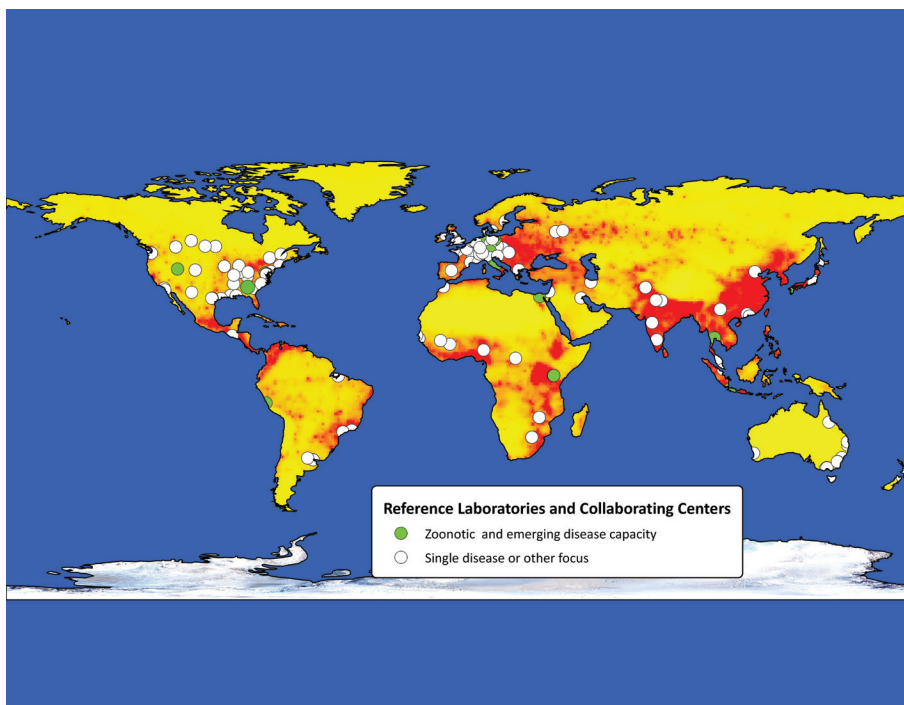 Reference Laboratories and Collaborating Centers
Zoonotic and emerging disease capacity
Single disease or other focus